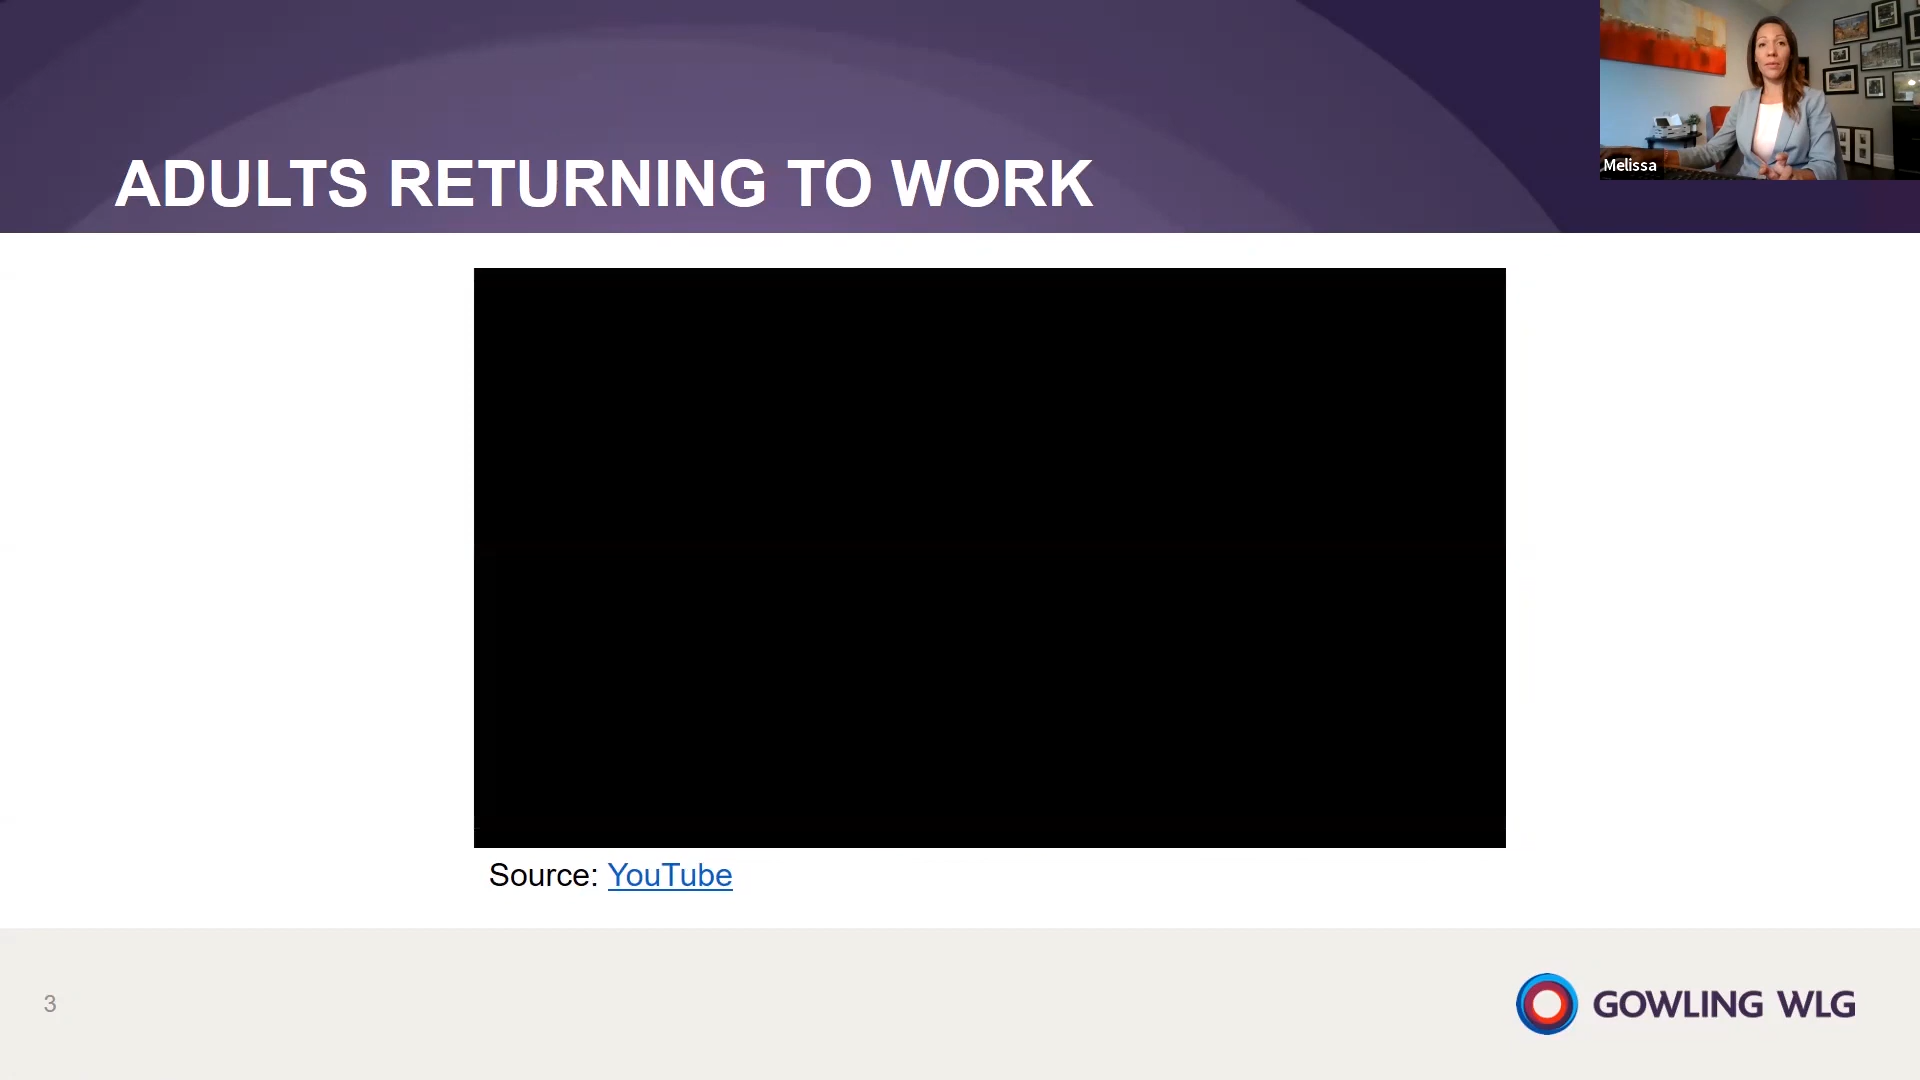 Melissa
ADULTS RETURNING TO WORK
Source: YouTube
3
GOWLING WLG